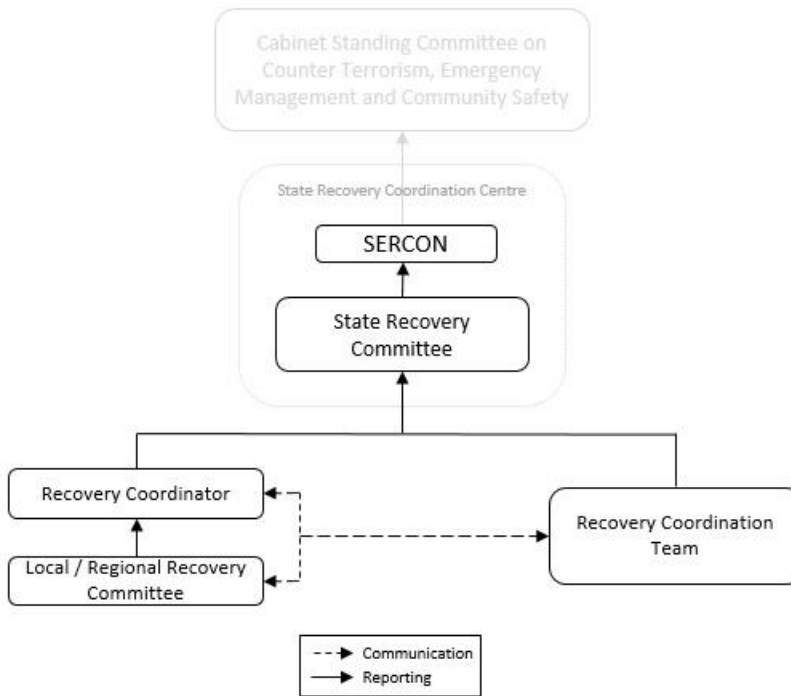 Cabinet Standing Committee on
Counter Terrorism, Emergency
Management and Community Safety
State Recovery Coordination Centre
SERCON
State Recovery
Committee
Recovery Coordinator
Recovery Coordination
Team
Local / Regional Recovery
Committee
Communication
Reporting